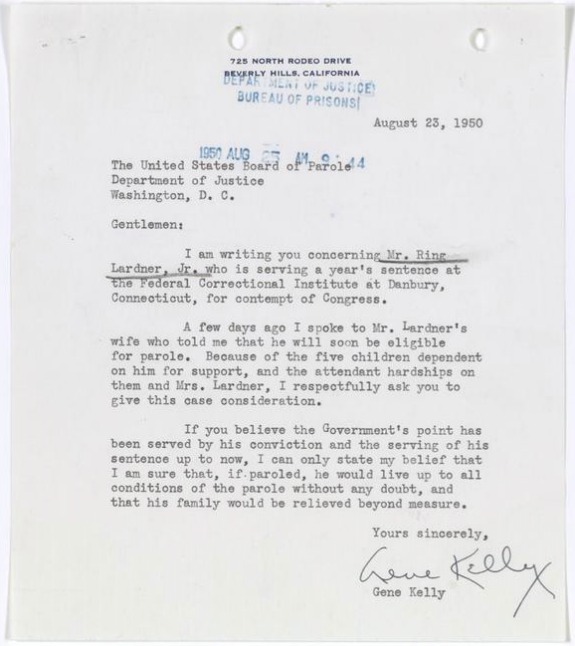 725 NORTH RODEO DRIVE
BEVERLY HILLS, CALIFORNIA
DEPARTMENT OF JUSTICE
BUREAU OF PRISONS
August 23, 1950
1950 AUG AM 9:44
The United States Board of Parole
Department of Justice
Washington, D. C.
Gentlemen:
I am writing you concerning Mr. Ring
Lardner, Jr. who is serving a year's sentence at
the Federal Correctional Institute at Danbury,
Connecticut, for contempt of Congress.
A few days ago I spoke to Mr. Lardner's
wife who told me that he will soon be eligible
for parole. Because of the five children dependent
on him for support, and the attendant hardships on
them and Mrs. Lardner, I respectfully ask you to
give this case consideration.
If you believe the Government's point has
been served by his conviction and the serving of his
sentence up to now, I can only state my belief that
I am sure that, if paroled, he would live up to all
conditions of the parole without any doubt, and
that his family would be relieved beyond measure.
Yours sincerely,
Gene Kelly
Gene Kelly